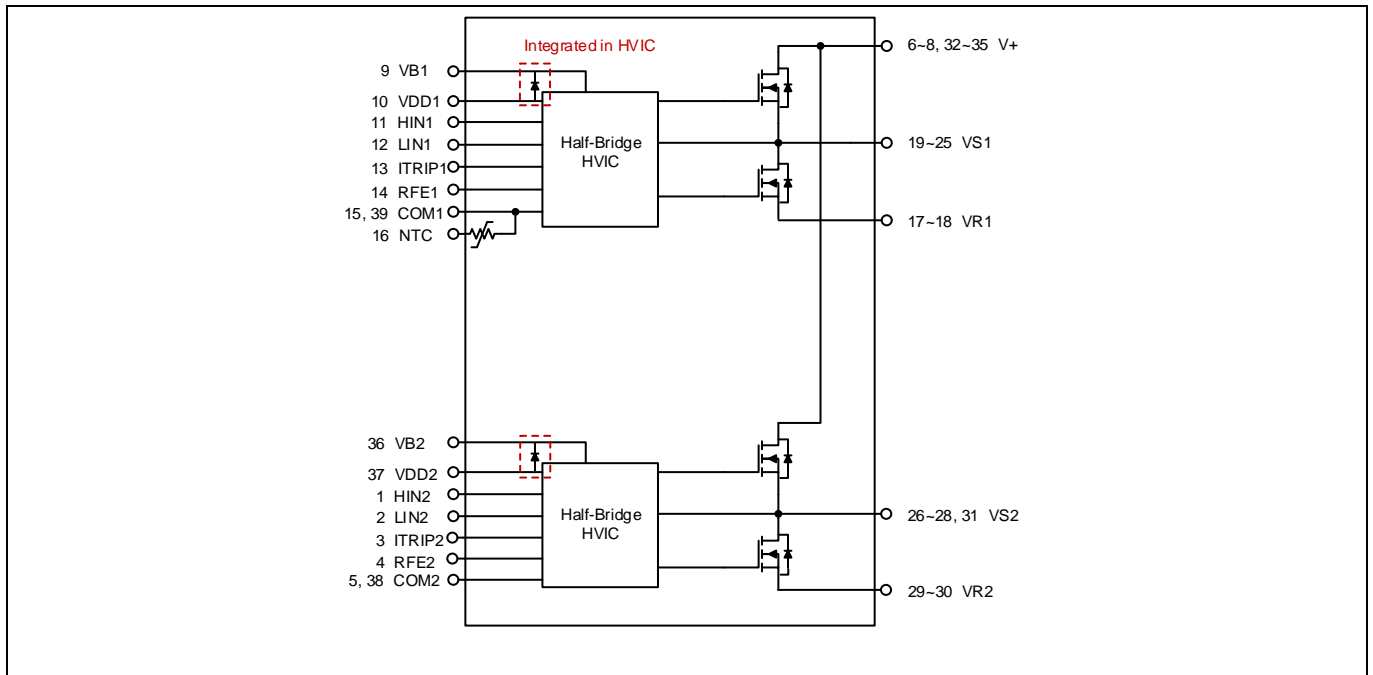 Integrated in HVIC
6~8, 32~35 V+
9 VB1
10 VDD1
11 HIN1
12 LIN1
13 ITRIP1
14 RFE1
15, 39 COM1
16 NTC
Half-Bridge
HVIC
19~25 VS1
17~18 VR1
36 VB2
37 VDD2
1 HIN2
2 LIN2
3 ITRIP2
4 RFE2
5, 38 COM2
Half-Bridge
HVIC
26~28, 31 VS2
29~30 VR2